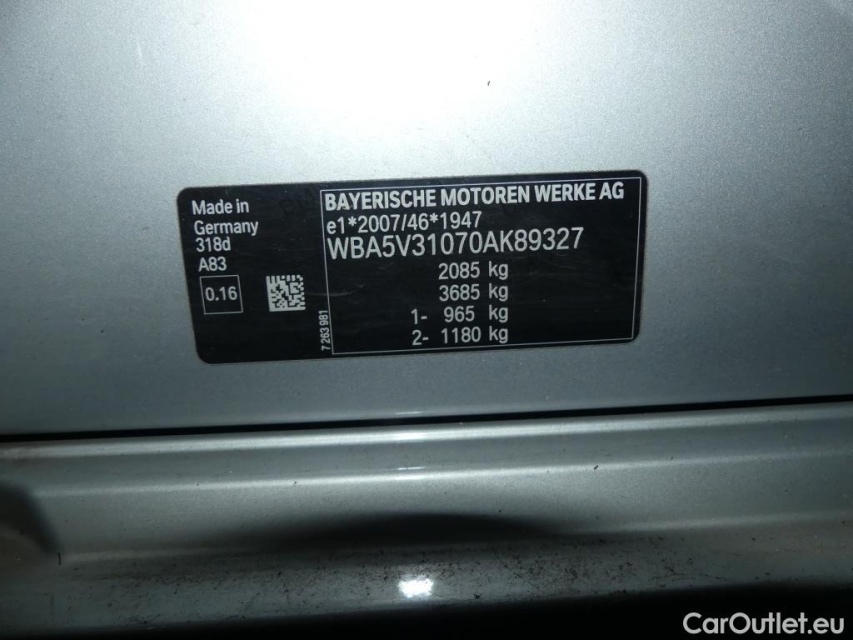 Made in
Germany
318d
A83
0.16
7 263 981
BAYERISCHE MOTOREN WERKE AG
e1*2007/46*1947
WBA5V31070AK89327
2085 kg
3685 kg
1- 965 kg
2- 1180 kg
CarOutlet.eu